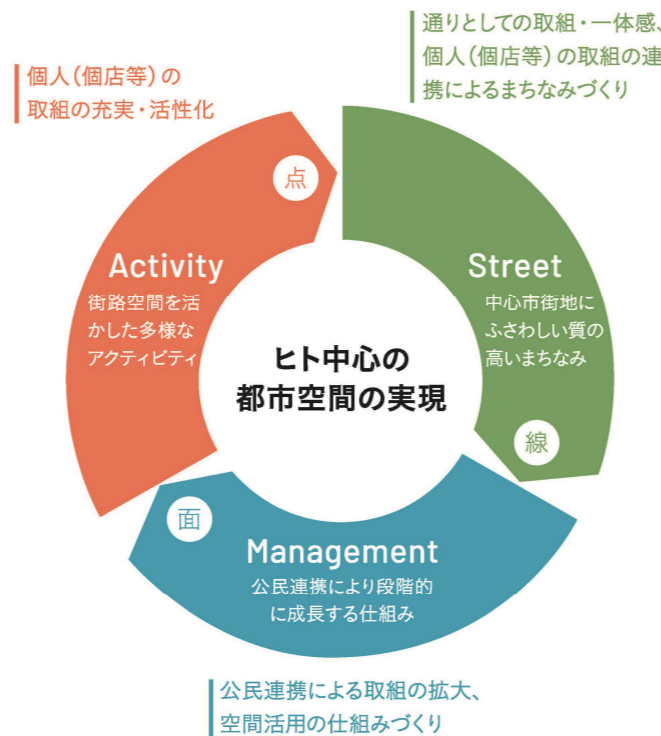 通りとしての取組・一体感、
個人(個店等)の取組の連
携によるまちなみづくり
個人(個店等)の
取組の充実・活性化
点
Activity
街路空間を活
かした多様な
アクティビティ
Street
中心市街地に
ふさわしい質の
高いまちなみ
ヒト中心の
都市空間の実現
線
面
Management
公民連携により段階的
に成長する仕組み
公民連携による取組の拡大、
空間活用の仕組みづくり